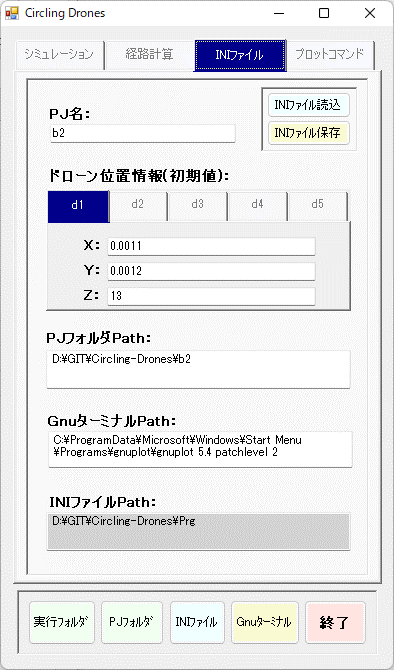 Circling Drones
シミュレーション 経路計算 INIファイル プロットコマンド
INIファイル読込
PJ名:
b2
INIファイル保存
ドローン位置情報(初期値):
d1 d2 d3 d4 d5
X: 0.0011
Y: 0.0012
Z: 13
PJフォルダPath:
D:¥GIT¥Circling-Drones¥b2
GnuターミナルPath:
C:¥ProgramData¥Microsoft¥Windows¥Start Menu
¥Programs¥gnuplot¥gnuplot 5.4 patchlevel 2
INIファイルPath:
D:¥GIT¥Circling-Drones¥Prg
実行フォルダ PJフォルダ INIファイル Gnuターミナル 終了